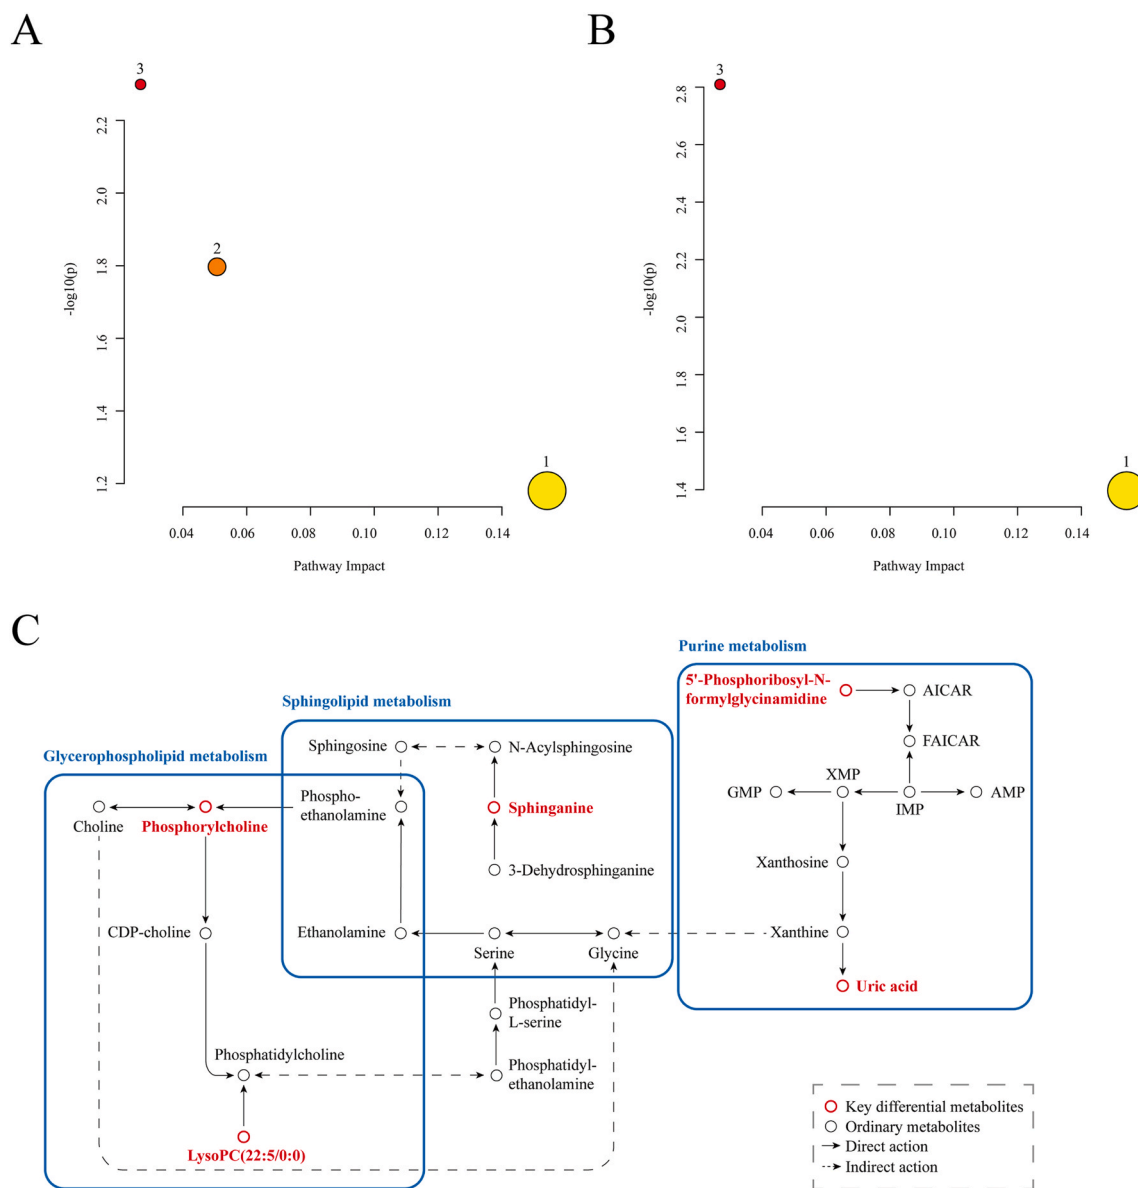 A
3
-log10(p)
2.2
2.0
1.8
1.6
1.4
1.2
2
1
0.04 0.06 0.08 0.10 0.12 0.14
Pathway Impact
B
3
-log10(p)
2.8
2.6
2.4
2.2
2.0
1.8
1.6
1.4
1
0.04 0.06 0.08 0.10 0.12 0.14
Pathway Impact
C
Glycerophospholipid metabolism
Choline
Phosphorylcholine
CDP-choline
Phosphatidylcholine
LysoPC(22:5/0:0)
Sphingolipid metabolism
Sphingosine
N-Acylsphingosine
Phospho-
ethanolamine
Sphinganine
3-Dehydrosphinganine
Ethanolamine
Serine
Glycine
Phosphatidyl-
L-serine
Phosphatidyl-
ethanolamine
Purine metabolism
5'-Phosphoribosyl-N-
formylglycinamidine
AICAR
FAICAR
GMP
XMP
IMP
AMP
Xanthosine
Xanthine
Uric acid
Key differential metabolites
Ordinary metabolites
Direct action
Indirect action